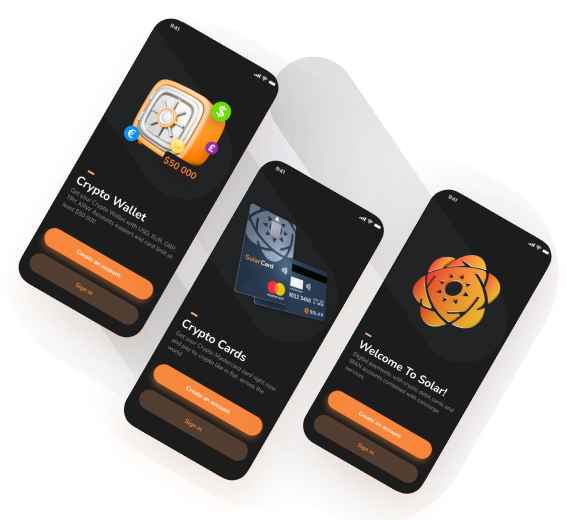 9:41
$
€
£
$50 000
Crypto Wallet
Get your Crypto Wallet with USD, EUR, GBP
TRY, KRW Accounts support and card limit at
least $50 000
Create an account
Sign in
9:41
SolarCard
9012 3456
SOLAR
Crypto Cards
Get your Crypto Mastercard card right now
and pay by crypto like in fiat across the
world
Create an account
Sign in
9:41
Welcome To Solar!
Digital payments with crypto debit cards and
IBAN accounts combined with concierge
services.
Create an account
Sign in